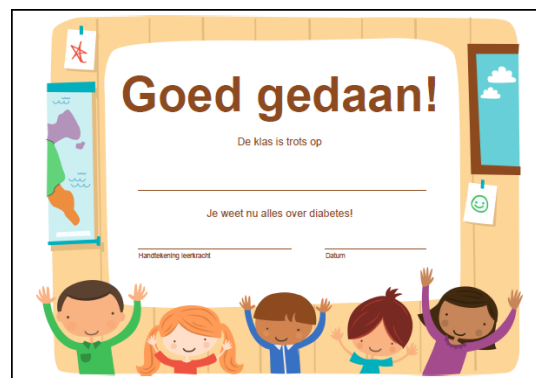 Goed gedaan!
De klas is trots op
Je weet nu alles over diabetes!
Handtekening leerkracht Datum